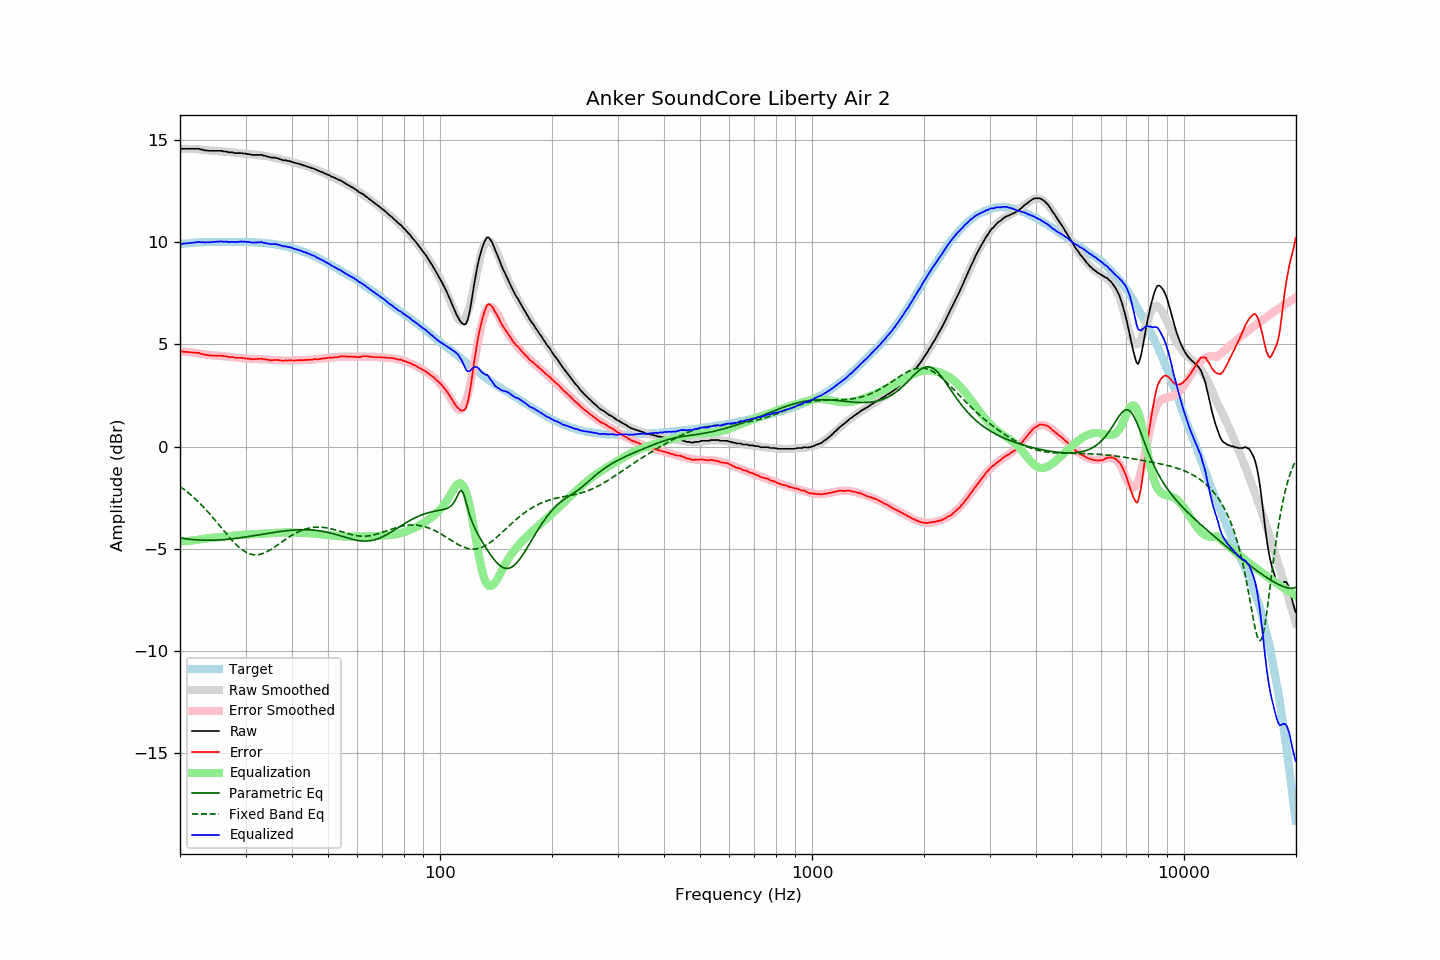 Anker SoundCore Liberty Air 2
15
10
5
0
−5
−10
−15
Amplitude (dBr)
Target
Raw Smoothed
Error Smoothed
Raw
Error
Equalization
Parametric Eq
Fixed Band Eq
Equalized
100
1000
10000
Frequency (Hz)